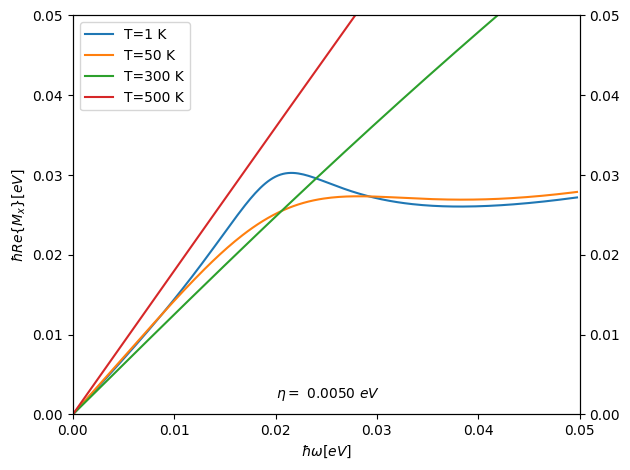 0.05
0.04
0.03
0.02
0.01
0.00
ħRe{Mₓ}[eV]
T=1 K
T=50 K
T=300 K
T=500 K
η = 0.0050 eV
0.05
0.04
0.03
0.02
0.01
0.00
0.00 0.01 0.02 0.03 0.04 0.05
ħω[eV]